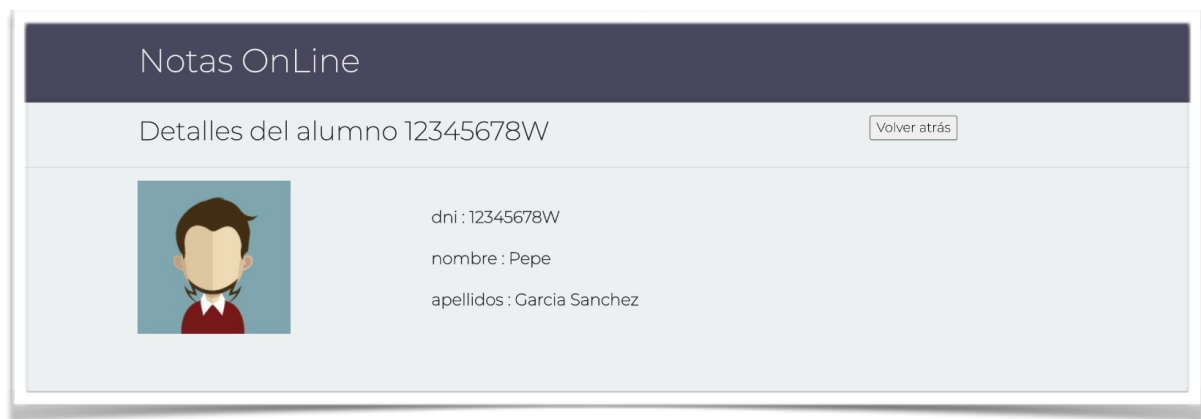 Notas OnLine
Detalles del alumno 12345678W
Volver atrás
dni : 12345678W
nombre : Pepe
apellidos : Garcia Sanchez